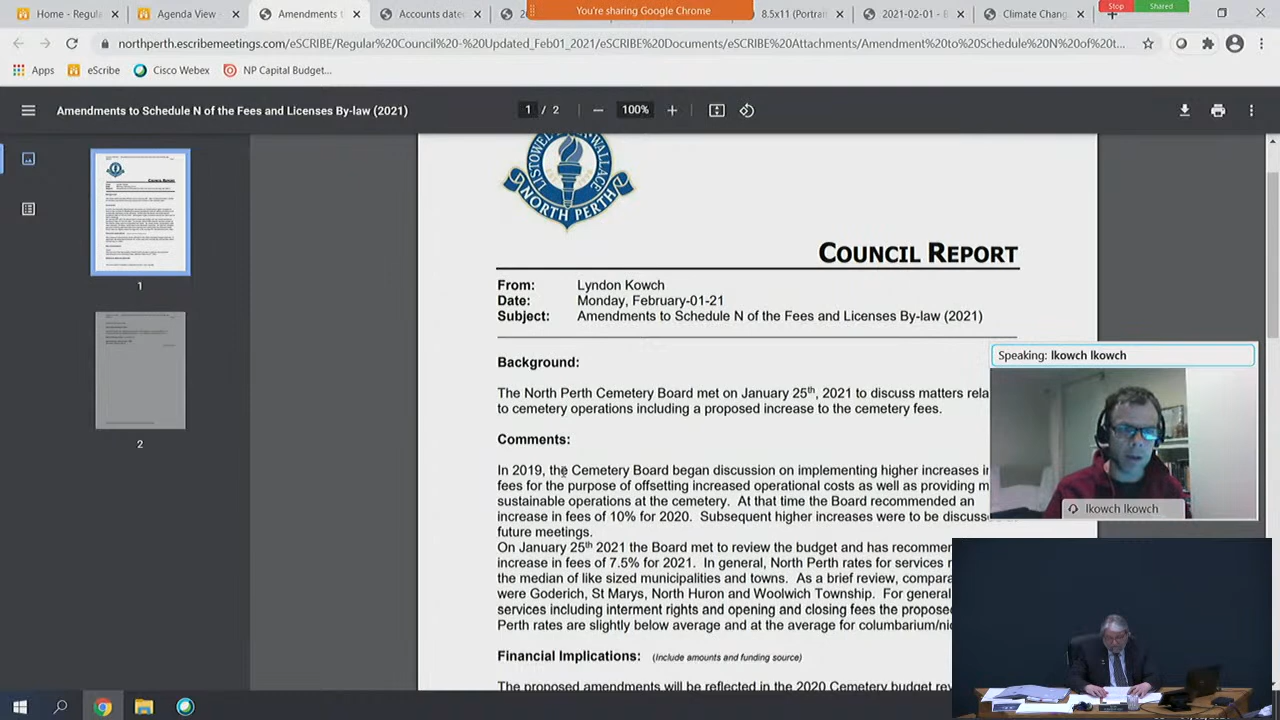 You're sharing Google Chrome
Stop
Shared
Home - Regula
Agenda View
Amendments t
Accounts date
2
8.5x11 (Portrai
2021-02-01 - B
Climate Chang
northperth.escribemeetings.com/eSCRIBE/Regular%20Council%20-%20Updated_Feb01_2021/eSCRIBE%20Documents/eSCRIBE%20Attachments/Amendment%20to%20Schedule%20N%20of%20t...
Apps
eScribe
Cisco Webex
NP Capital Budget...
Amendments to Schedule N of the Fees and Licenses By-law (2021)
1 / 2
100%
1
2
LISTOWEL ELMA WALLACE
NORTH PERTH
COUNCIL REPORT
From: Lyndon Kowch
Date: Monday, February-01-21
Subject: Amendments to Schedule N of the Fees and Licenses By-law (2021)
Background:
The North Perth Cemetery Board met on January 25th, 2021 to discuss matters rela
to cemetery operations including a proposed increase to the cemetery fees.
Comments:
In 2019, the Cemetery Board began discussion on implementing higher increases in
fees for the purpose of offsetting increased operational costs as well as providing m
sustainable operations at the cemetery. At that time the Board recommended an
increase in fees of 10% for 2020. Subsequent higher increases were to be discuss
future meetings.
On January 25th 2021 the Board met to review the budget and has recomme
increase in fees of 7.5% for 2021. In general, North Perth rates for services
the median of like sized municipalities and towns. As a brief review, compara
were Goderich, St Marys, North Huron and Woolwich Township. For general
services including interment rights and opening and closing fees the proposed
Perth rates are slightly below average and at the average for columbarium/ni
Financial Implications: (Include amounts and funding source)
The proposed amendments will be reflected in the 2020 Cemetery budget rev
Speaking: lkowch lkowch
lkowch lkowch